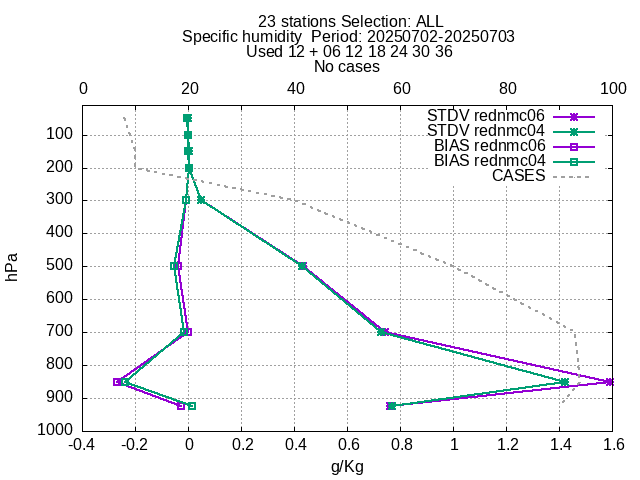 23 stations Selection: ALL
Specific humidity  Period: 20250702-20250703
Used 12 + 06 12 18 24 30 36
No cases
0 20 40 60 80 100
STDV rednmc06
STDV rednmc04
BIAS rednmc06
BIAS rednmc04
CASES
hPa
100
200
300
400
500
600
700
800
900
1000
-0.4 -0.2 0 0.2 0.4 0.6 0.8 1 1.2 1.4 1.6
g/Kg